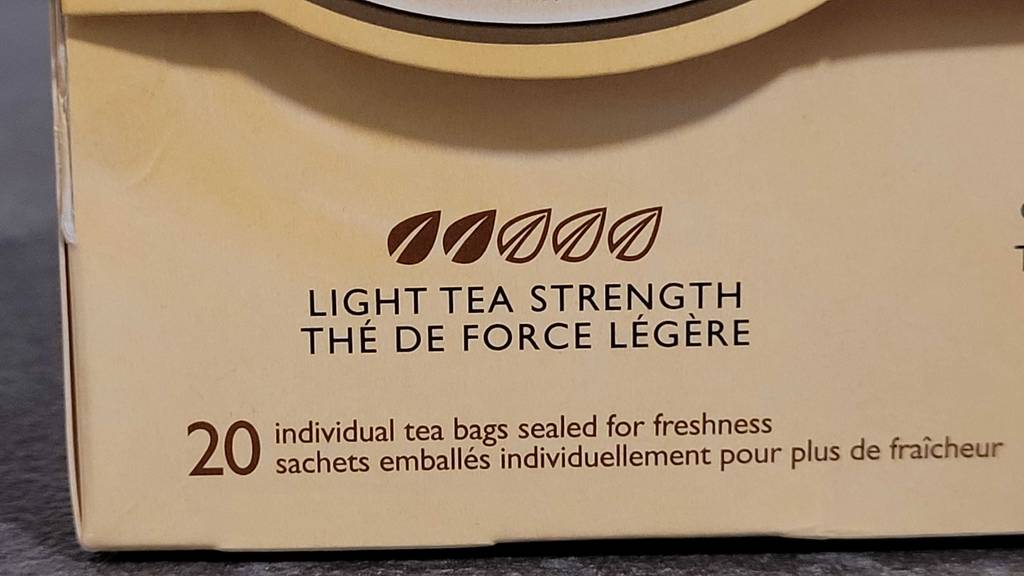 LIGHT TEA STRENGTH
THÉ DE FORCE LÉGÈRE
20 individual tea bags sealed for freshness
sachets emballés individuellement pour plus de fraîcheur